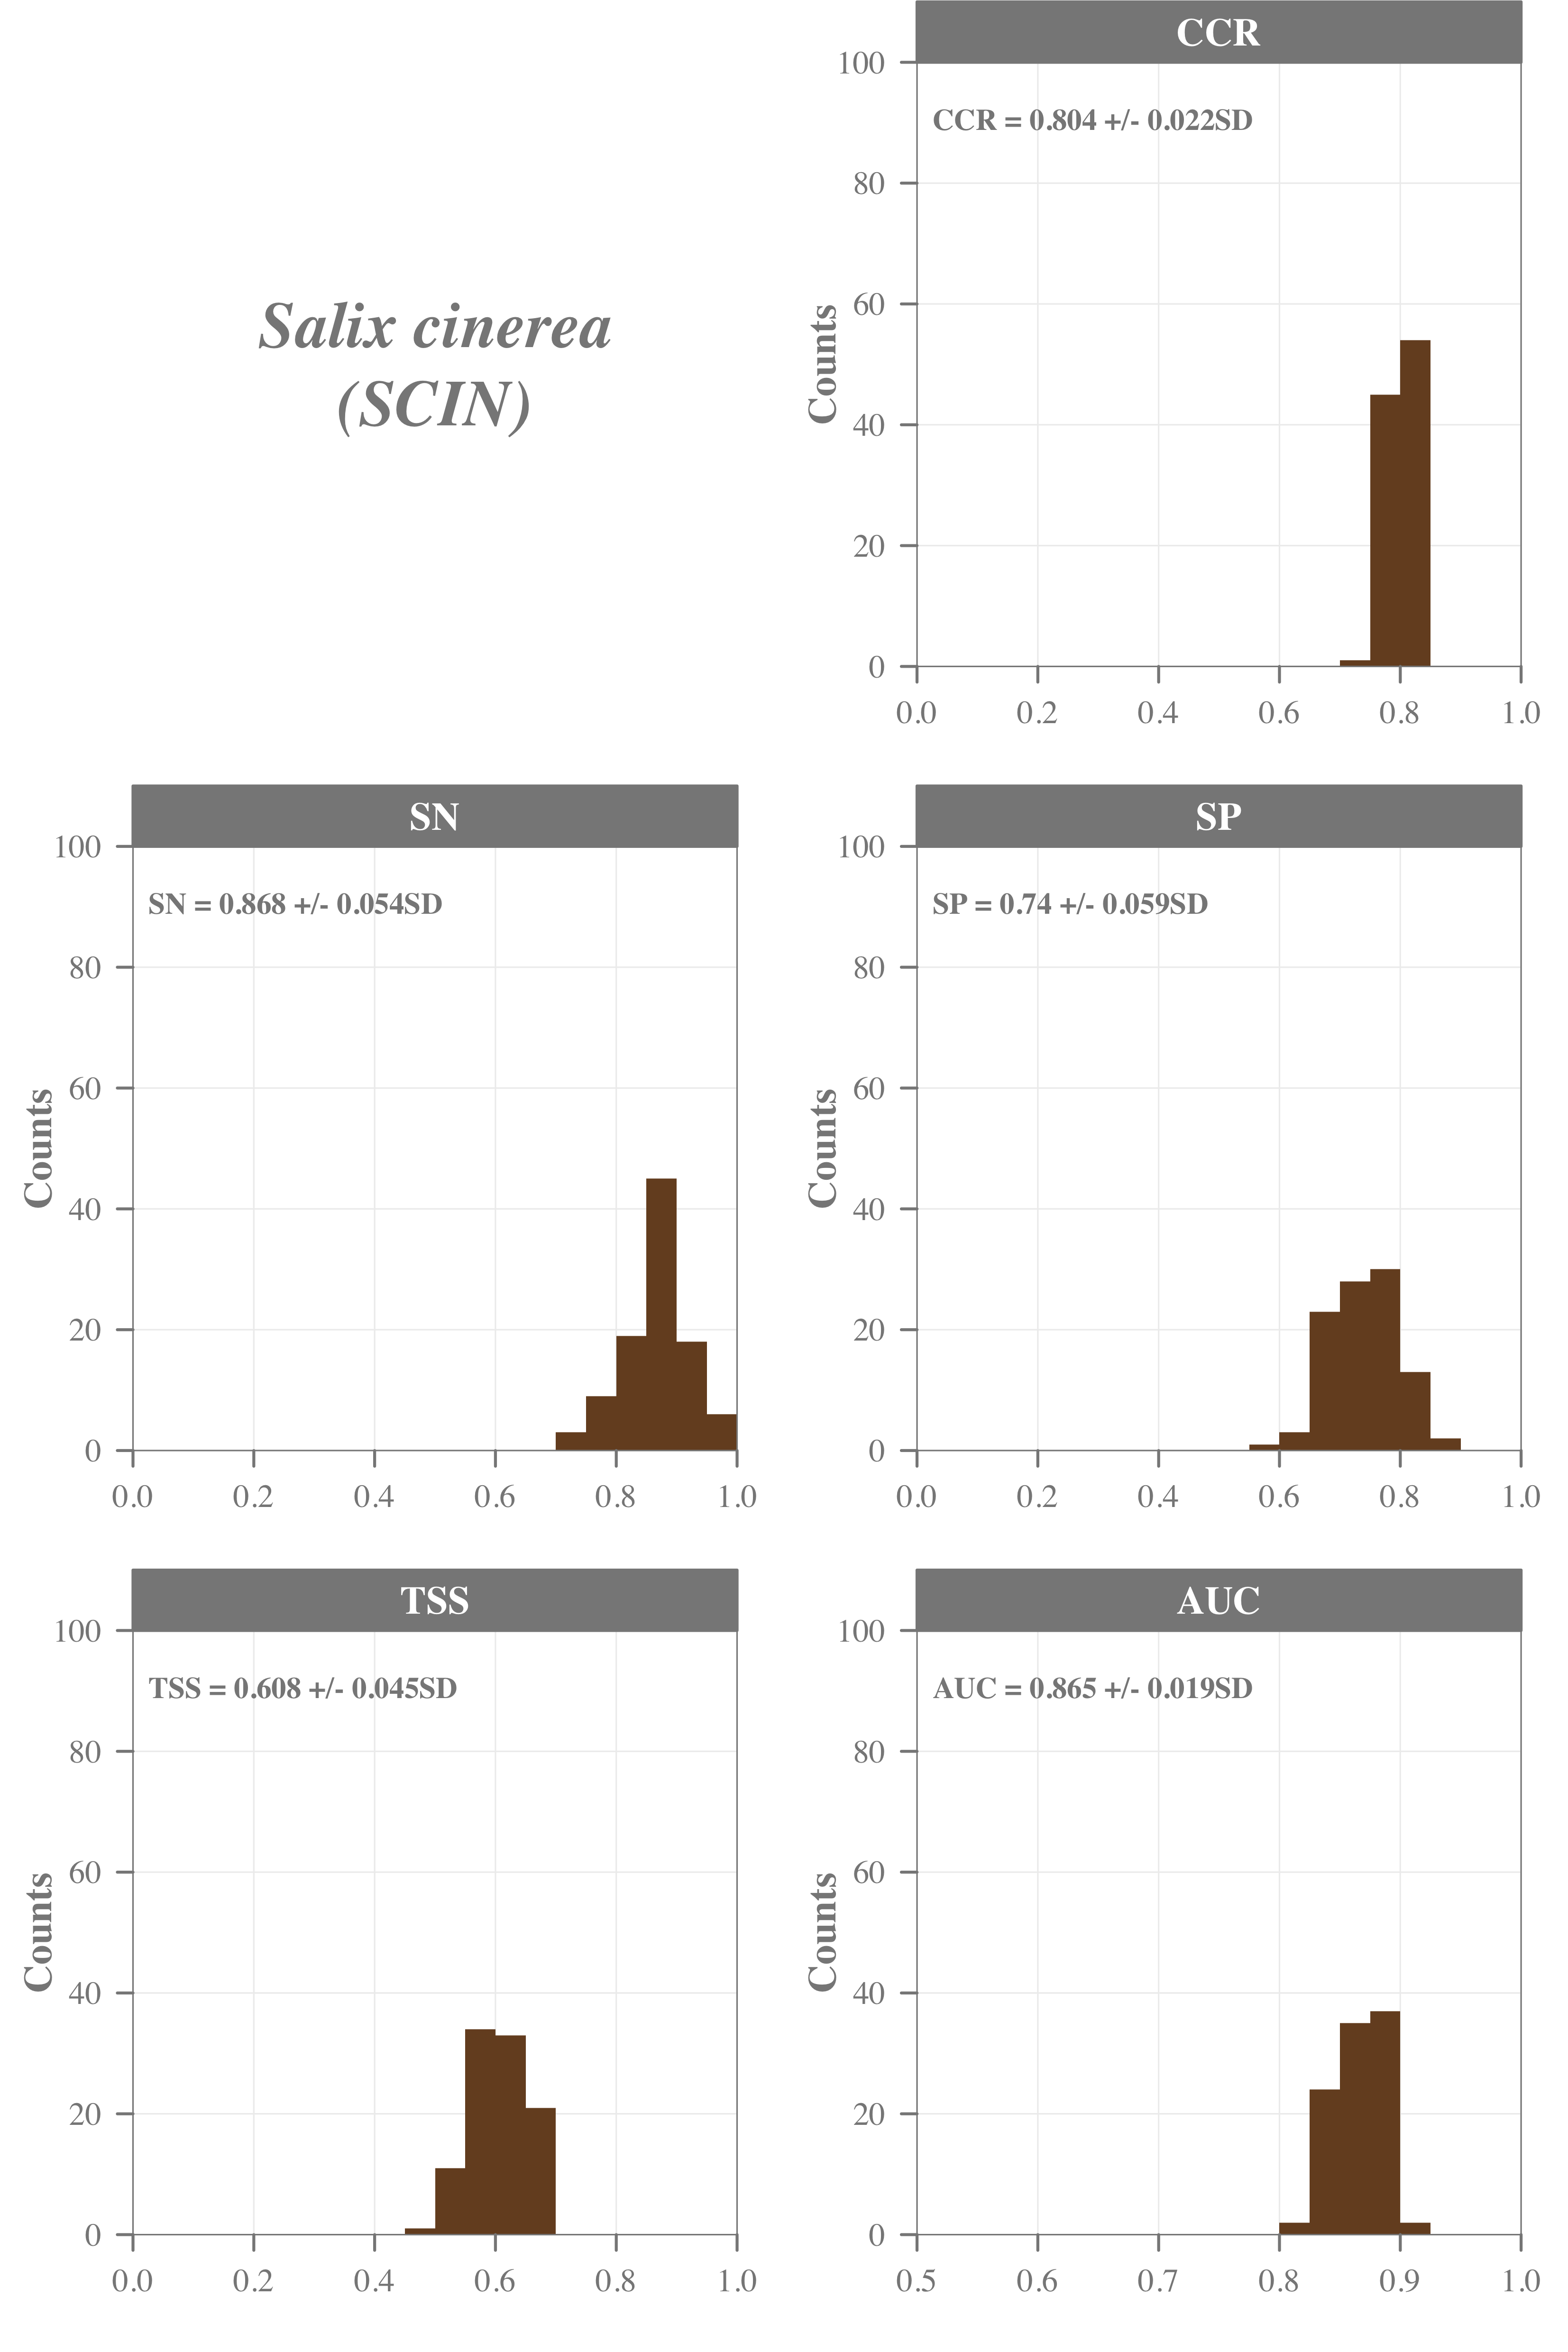 Salix cinerea
(SCIN)
CCR
CCR = 0.804 +/- 0.022SD
Counts
100
80
60
40
20
0
0.0 0.2 0.4 0.6 0.8 1.0
SN
SN = 0.868 +/- 0.054SD
Counts
100
80
60
40
20
0
0.0 0.2 0.4 0.6 0.8 1.0
SP
SP = 0.74 +/- 0.059SD
Counts
100
80
60
40
20
0
0.0 0.2 0.4 0.6 0.8 1.0
TSS
TSS = 0.608 +/- 0.045SD
Counts
100
80
60
40
20
0
0.0 0.2 0.4 0.6 0.8 1.0
AUC
AUC = 0.865 +/- 0.019SD
Counts
100
80
60
40
20
0
0.5 0.6 0.7 0.8 0.9 1.0